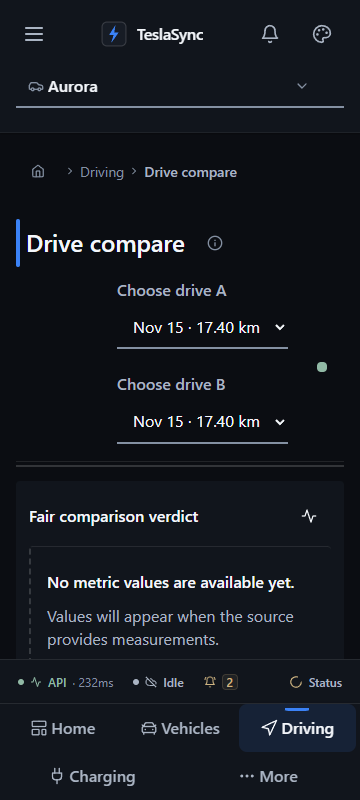 TeslaSync
Aurora
Driving
Drive compare
Drive compare
Choose drive A
Nov 15 · 17.40 km
Choose drive B
Nov 15 · 17.40 km
Fair comparison verdict
No metric values are available yet.
Values will appear when the source
provides measurements.
API · 232ms Idle 2 Status
Home Vehicles Driving
Charging More